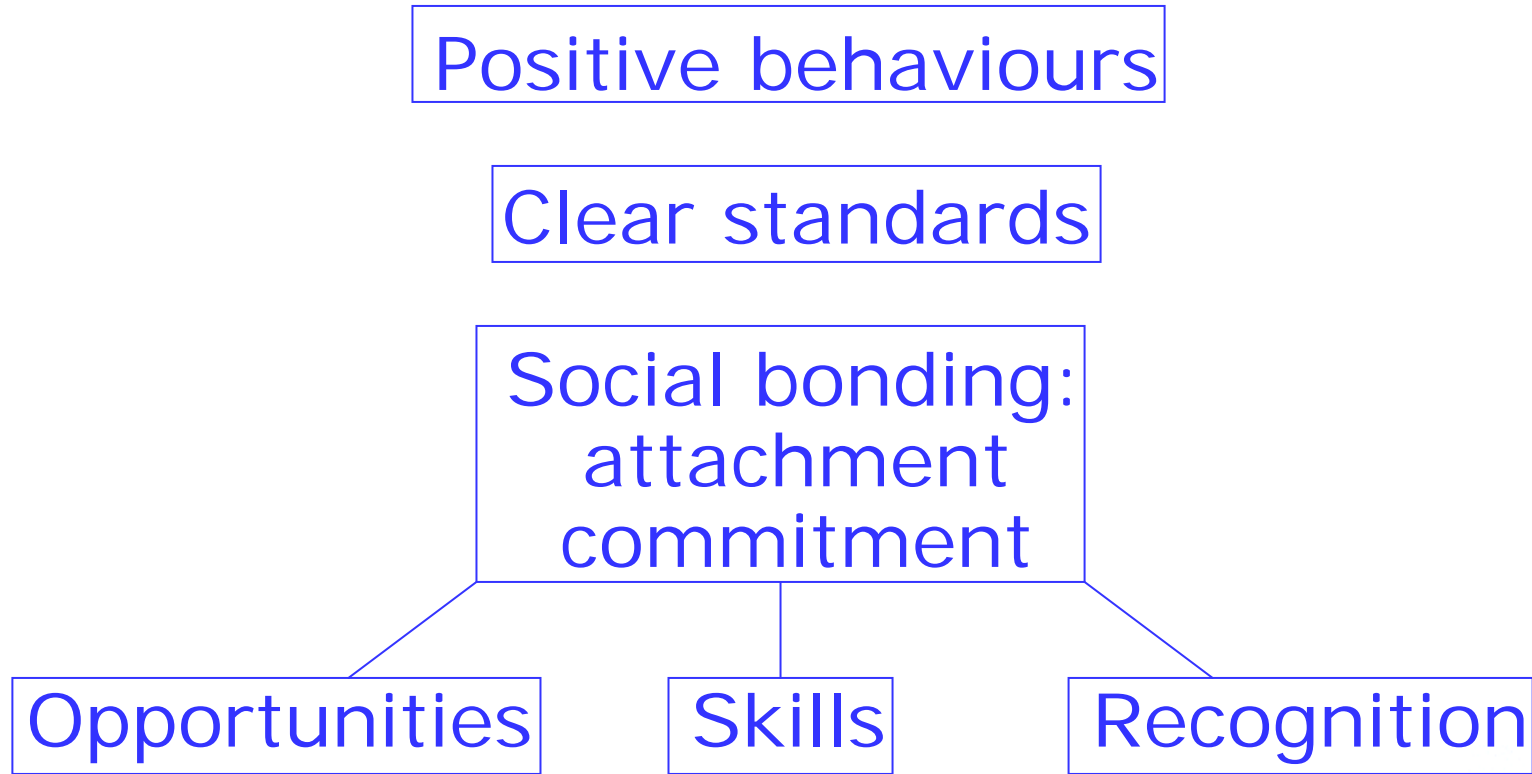 Positive behaviours
Clear standards
Social bonding:
attachment
commitment
Opportunities
Skills
Recognition